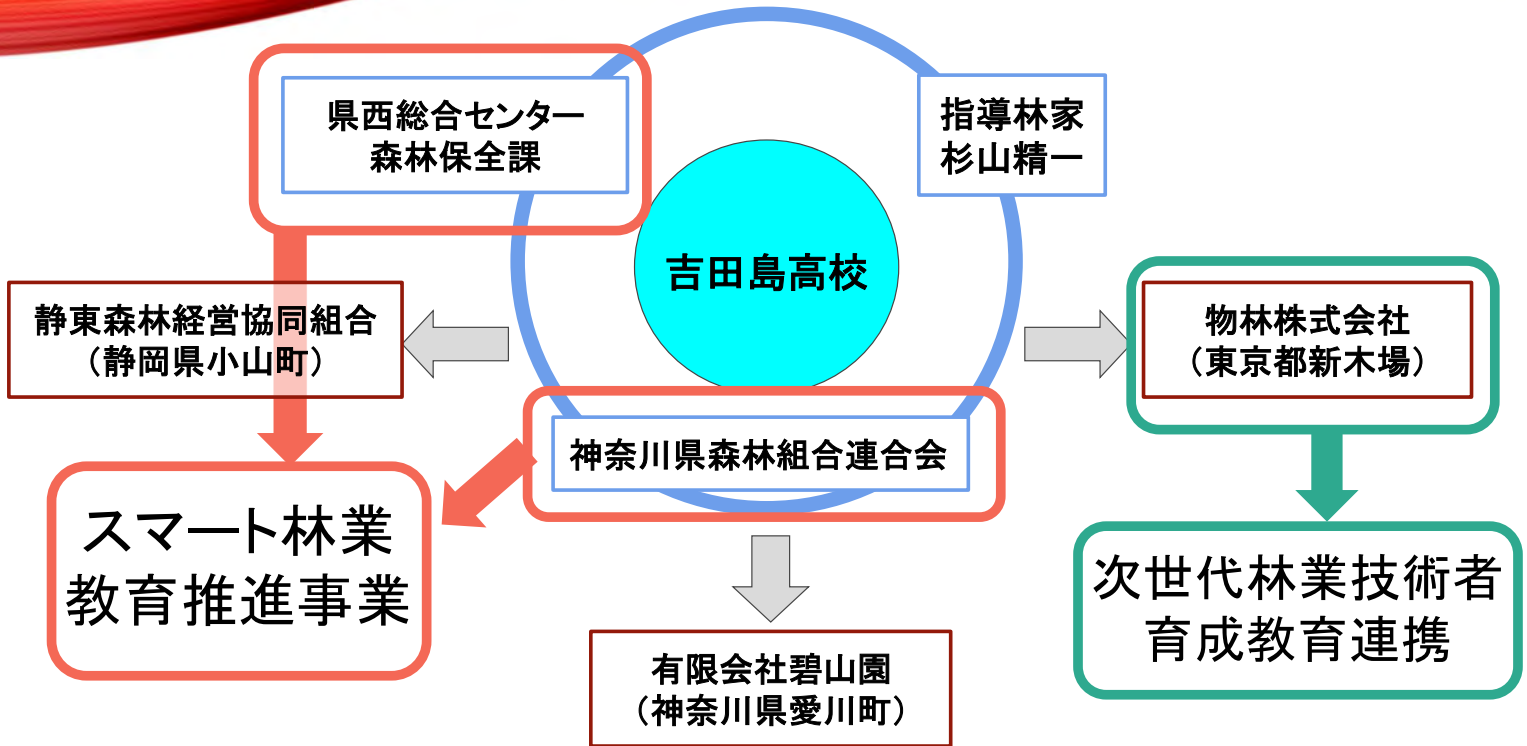 県西総合センター
森林保全課
指導林家
杉山精一
吉田島高校
静東森林経営協同組合
（静岡県小山町）
物林株式会社
（東京都新木場）
神奈川県森林組合連合会
スマート林業
教育推進事業
次世代林業技術者
育成教育連携
有限会社碧山園
（神奈川県愛川町）